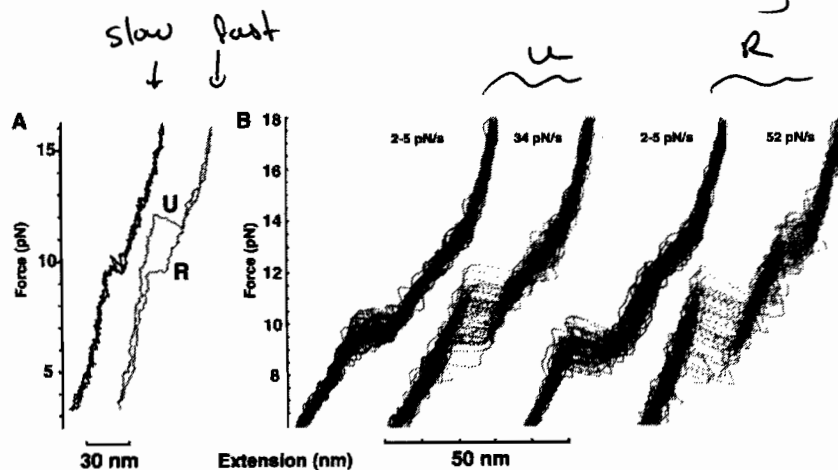 slow fast
U
R
A
B
Force (pN)
15
10
5
U
R
30 nm
Force (pN)
18
16
14
12
10
8
2-5 pN/s
34 pN/s
2-5 pN/s
52 pN/s
Extension (nm)
50 nm